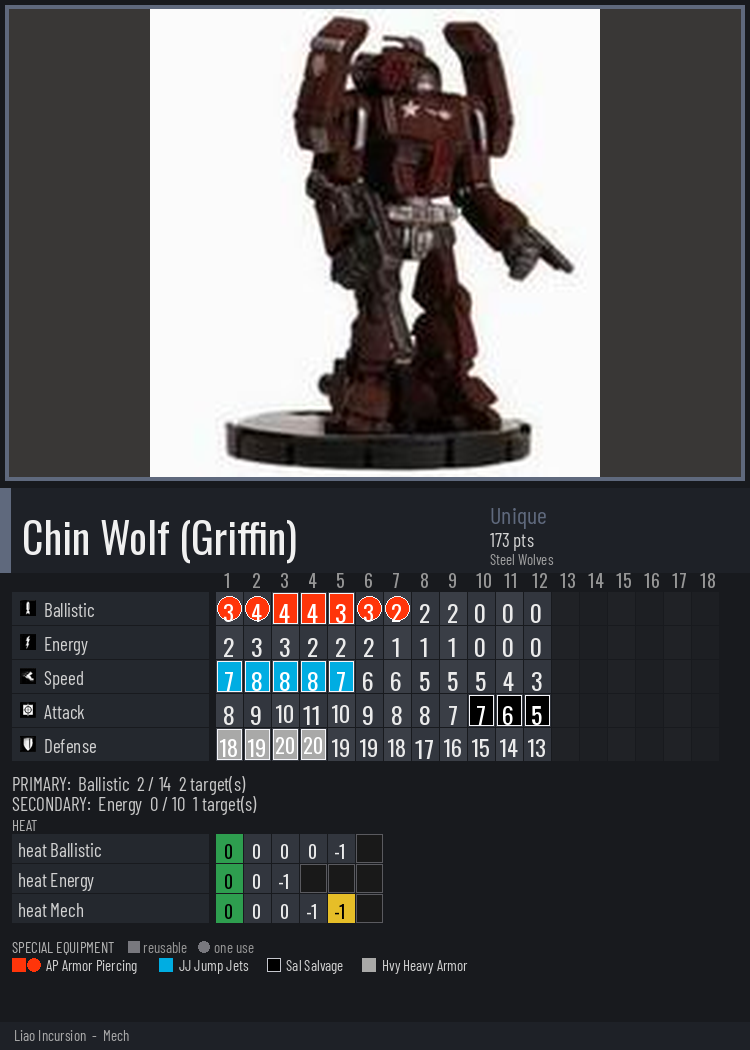 Chin Wolf (Griffin)
Unique
173 pts
Steel Wolves
1 2 3 4 5 6 7 8 9 10 11 12 13 14 15 16 17 18
Ballistic 3 4 4 4 3 3 2 2 2 0 0 0
Energy 2 3 3 2 2 2 1 1 1 0 0 0
Speed 7 8 8 8 7 6 6 5 5 5 4 3
Attack 8 9 10 11 10 9 8 8 7 7 6 5
Defense 18 19 20 20 19 19 18 17 16 15 14 13
PRIMARY: Ballistic 2 / 14 2 target(s)
SECONDARY: Energy 0 / 10 1 target(s)
HEAT
heat Ballistic 0 0 0 0 -1
heat Energy 0 0 -1
heat Mech 0 0 0 -1 -1
SPECIAL EQUIPMENT reusable one use
AP Armor Piercing JJ Jump Jets Sal Salvage Hvy Heavy Armor
Liao Incursion - Mech